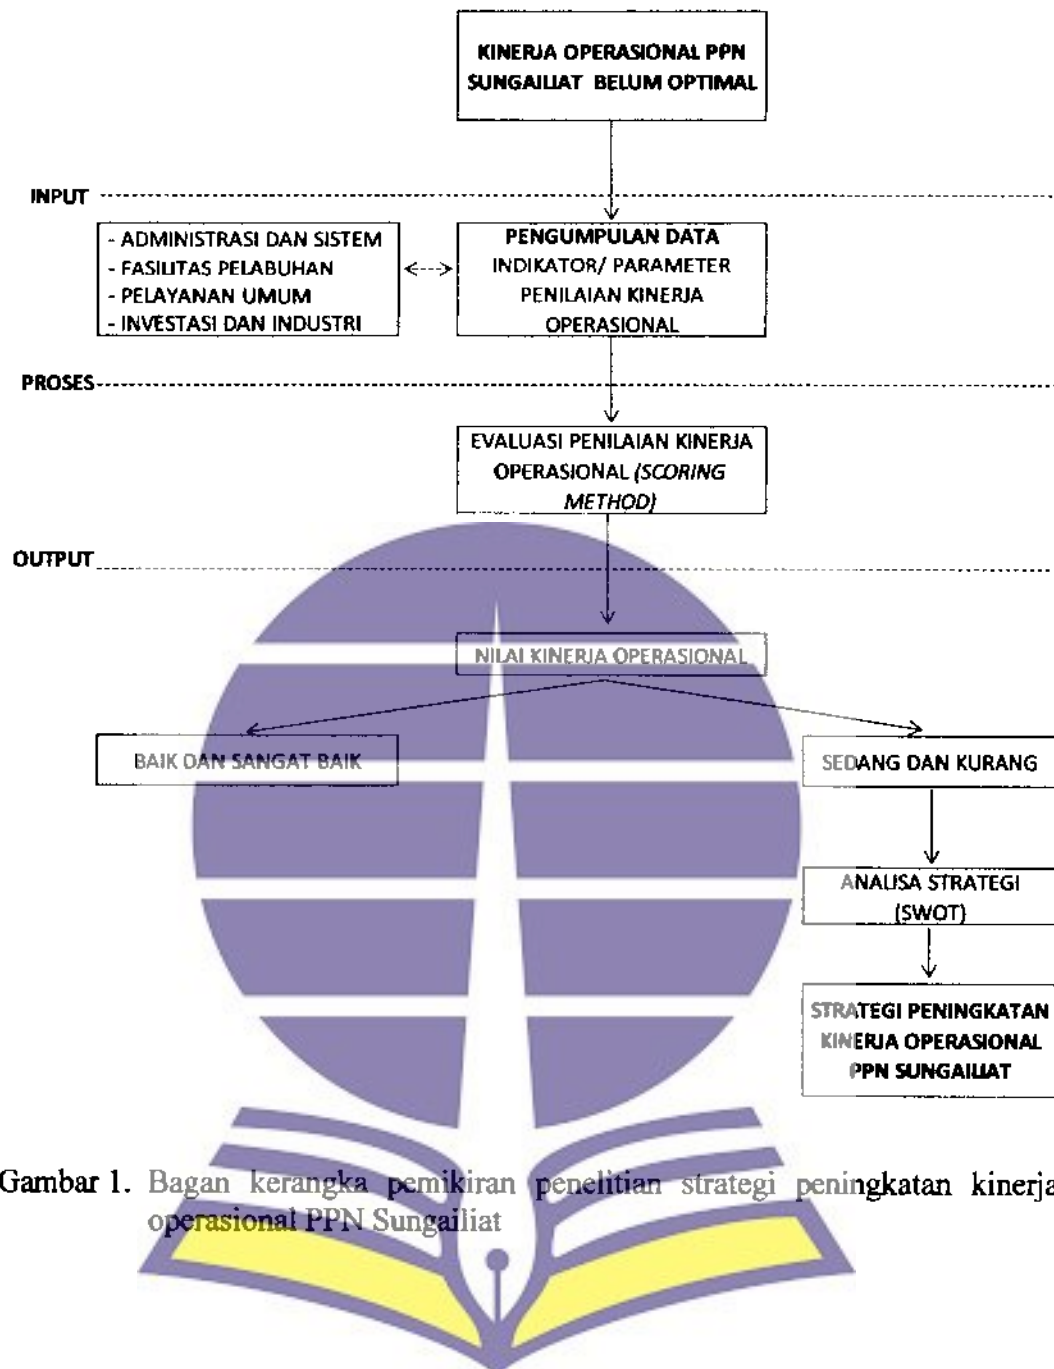 KINERJA OPERASIONAL PPN
SUNGAILIAT BELUM OPTIMAL
INPUT
- ADMINISTRASI DAN SISTEM
- FASILITAS PELABUHAN
- PELAYANAN UMUM
- INVESTASI DAN INDUSTRI
PENGUMPULAN DATA
INDIKATOR/ PARAMETER
PENILAIAN KINERJA
OPERASIONAL
PROSES
EVALUASI PENILAIAN KINERJA
OPERASIONAL (SCORING
METHOD)
OUTPUT
NILAI KINERJA OPERASIONAL
BAIK DAN SANGAT BAIK
SEDANG DAN KURANG
ANALISA STRATEGI
(SWOT)
STRATEGI PENINGKATAN
KINERJA OPERASIONAL
PPN SUNGAILIAT
Gambar 1. Bagan kerangka pemikiran penelitian strategi peningkatan kinerja
operasional PPN Sungailiat